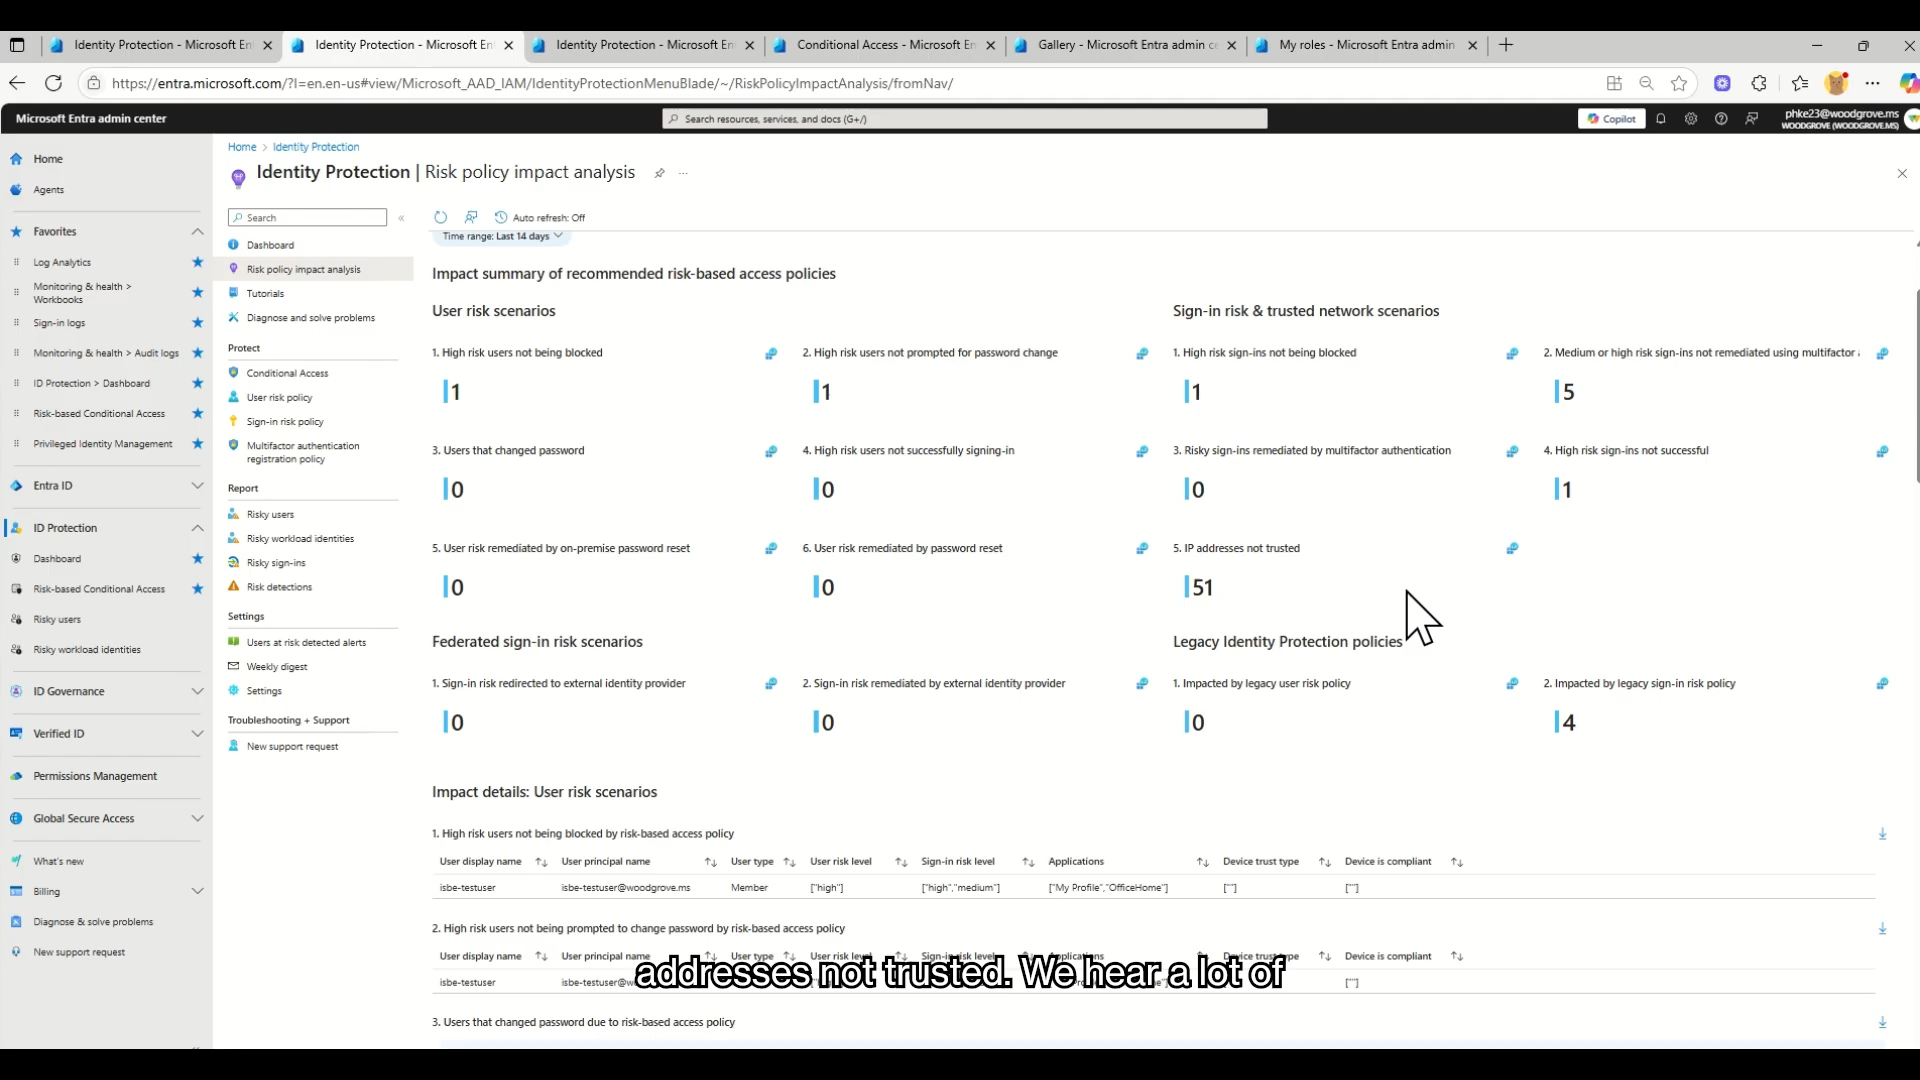 Identity Protection - Microsoft En
Identity Protection - Microsoft Ent
Identity Protection - Microsoft En
Conditional Access - Microsoft En
Gallery - Microsoft Entra admin ce
My roles - Microsoft Entra admin
https://entra.microsoft.com/?l=en.en-us#view/Microsoft_AAD_IAM/IdentityProtectionMenuBlade/~/RiskPolicyImpactAnalysis/fromNav/
Microsoft Entra admin center
Search resources, services, and docs (G+/)
Copilot
phke23@woodgrove.ms
WOODGROVE (WOODGROVE.MS)
Home
Agents
Favorites
Log Analytics
Monitoring & health >
Workbooks
Sign-in logs
Monitoring & health > Audit logs
ID Protection > Dashboard
Risk-based Conditional Access
Privileged Identity Management
Entra ID
ID Protection
Dashboard
Risk-based Conditional Access
Risky users
Risky workload identities
ID Governance
Verified ID
Permissions Management
Global Secure Access
What's new
Billing
Diagnose & solve problems
New support request
Home > Identity Protection
Identity Protection | Risk policy impact analysis
Search
Dashboard
Risk policy impact analysis
Tutorials
Diagnose and solve problems
Protect
Conditional Access
User risk policy
Sign-in risk policy
Multifactor authentication
registration policy
Report
Risky users
Risky workload identities
Risky sign-ins
Risk detections
Settings
Users at risk detected alerts
Weekly digest
Settings
Troubleshooting + Support
New support request
Auto refresh: Off
Time range: Last 14 days
Impact summary of recommended risk-based access policies
User risk scenarios
1. High risk users not being blocked
1
2. High risk users not prompted for password change
1
3. Users that changed password
0
4. High risk users not successfully signing-in
0
5. User risk remediated by on-premise password reset
0
6. User risk remediated by password reset
0
Sign-in risk & trusted network scenarios
1. High risk sign-ins not being blocked
1
2. Medium or high risk sign-ins not remediated using multifactor
5
3. Risky sign-ins remediated by multifactor authentication
0
4. High risk sign-ins not successful
1
5. IP addresses not trusted
51
Federated sign-in risk scenarios
1. Sign-in risk redirected to external identity provider
0
2. Sign-in risk remediated by external identity provider
0
Legacy Identity Protection policies
1. Impacted by legacy user risk policy
0
2. Impacted by legacy sign-in risk policy
4
Impact details: User risk scenarios
1. High risk users not being blocked by risk-based access policy
User display name User principal name User type User risk level Sign-in risk level Applications Device trust type Device is compliant
isbe-testuser isbe-testuser@woodgrove.ms Member ["high"] ["high","medium"] ["My Profile","OfficeHome"] [""] [""]
2. High risk users not being prompted to change password by risk-based access policy
User display name User principal name User type User risk level Sign-in risk level Applications Device trust type Device is compliant
isbe-testuser [""]
addresses not trusted. We hear a lot of
3. Users that changed password due to risk-based access policy